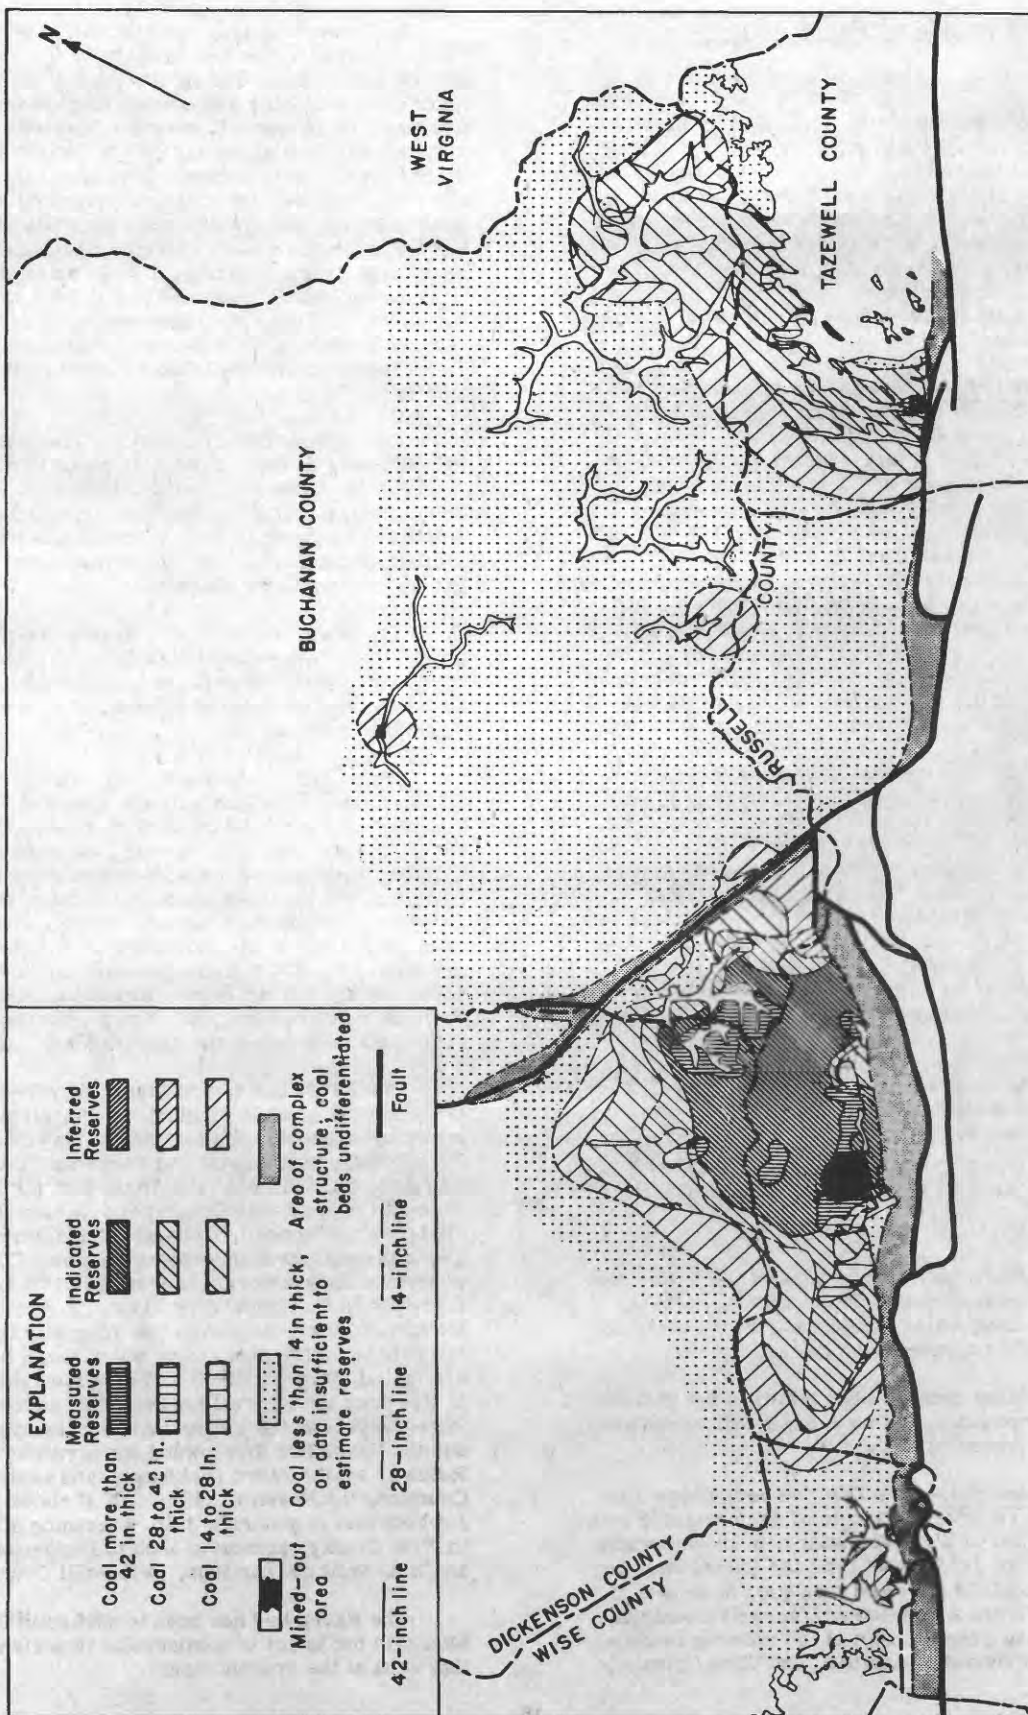 N
WEST
VIRGINIA
BUCHANAN COUNTY
TAZEWELL COUNTY
RUSSELL
COUNTY
DICKENSON COUNTY
WISE COUNTY
EXPLANATION
Measured
Reserves
Indicated
Reserves
Inferred
Reserves
Coal more than
42 in. thick
Coal 28 to 42 in.
thick
Coal 14 to 28 in.
thick
Mined-out
area
Coal less than 14 in thick,
or data insufficient to
estimate reserves
Area of complex
structure; coal
beds undifferentiated
42-inch line
28-inch line
14-inch line
Fault